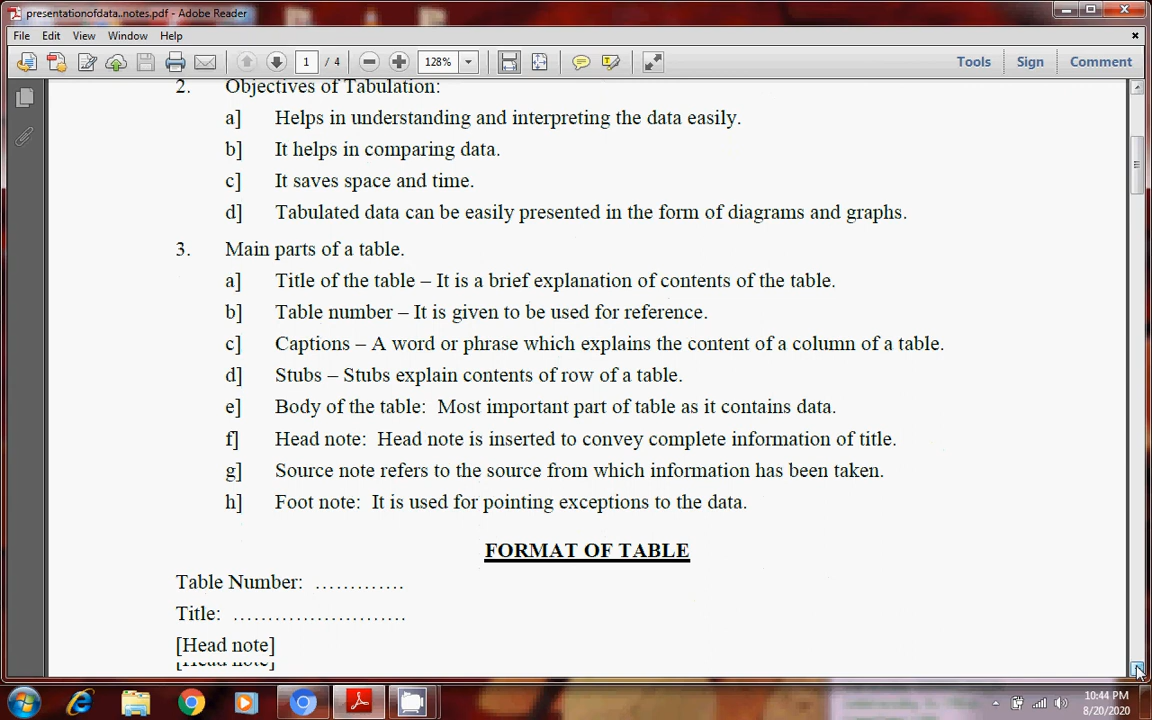 presentationofdata..notes.pdf - Adobe Reader
File Edit View Window Help
1 / 4 128% Tools Sign Comment
2. Objectives of Tabulation:
a] Helps in understanding and interpreting the data easily.
b] It helps in comparing data.
c] It saves space and time.
d] Tabulated data can be easily presented in the form of diagrams and graphs.
3. Main parts of a table.
a] Title of the table – It is a brief explanation of contents of the table.
b] Table number – It is given to be used for reference.
c] Captions – A word or phrase which explains the content of a column of a table.
d] Stubs – Stubs explain contents of row of a table.
e] Body of the table: Most important part of table as it contains data.
f] Head note: Head note is inserted to convey complete information of title.
g] Source note refers to the source from which information has been taken.
h] Foot note: It is used for pointing exceptions to the data.
FORMAT OF TABLE
Table Number: .............
Title: .........................
[Head note]
[Head note]
10:44 PM
8/20/2020